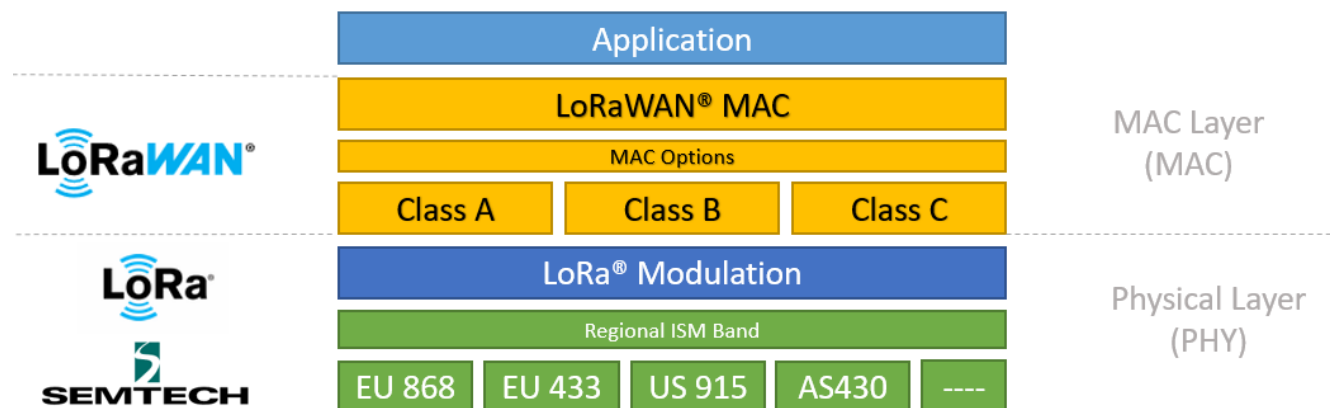 Application
LoRaWAN® MAC
MAC Options
Class A Class B Class C
LoRa® Modulation
Regional ISM Band
EU 868 EU 433 US 915 AS430 ----
LoRaWAN®
LoRa®
SEMTECH
MAC Layer
(MAC)
Physical Layer
(PHY)